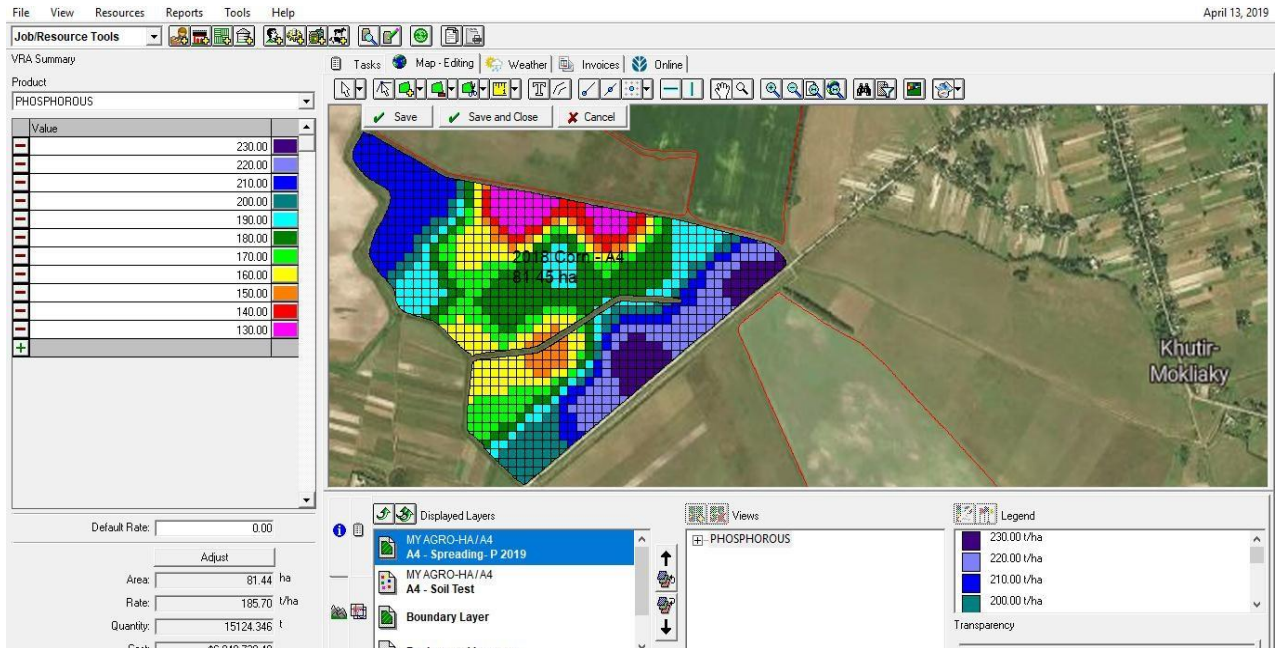 File View Resources Reports Tools Help
April 13, 2019
Job/Resource Tools
VRA Summary
Tasks Map - Editing Weather Invoices Online
Product
PHOSPHOROUS
Save Save and Close Cancel
Value
230.00
220.00
210.00
200.00
190.00
180.00
170.00
160.00
150.00
140.00
130.00
2018 Corn - A4
81.45 ha
Khutir-
Mokliaky
Default Rate: 0.00
Adjust
Area: 81.44 ha
Rate: 185.70 t/ha
Quantity: 15124.346 t
Displayed Layers
MY AGRO-HA/A4
A4 - Spreading- P 2019
MY AGRO-HA/A4
A4 - Soil Test
Boundary Layer
Views
PHOSPHOROUS
Legend
230.00 t/ha
220.00 t/ha
210.00 t/ha
200.00 t/ha
Transparency